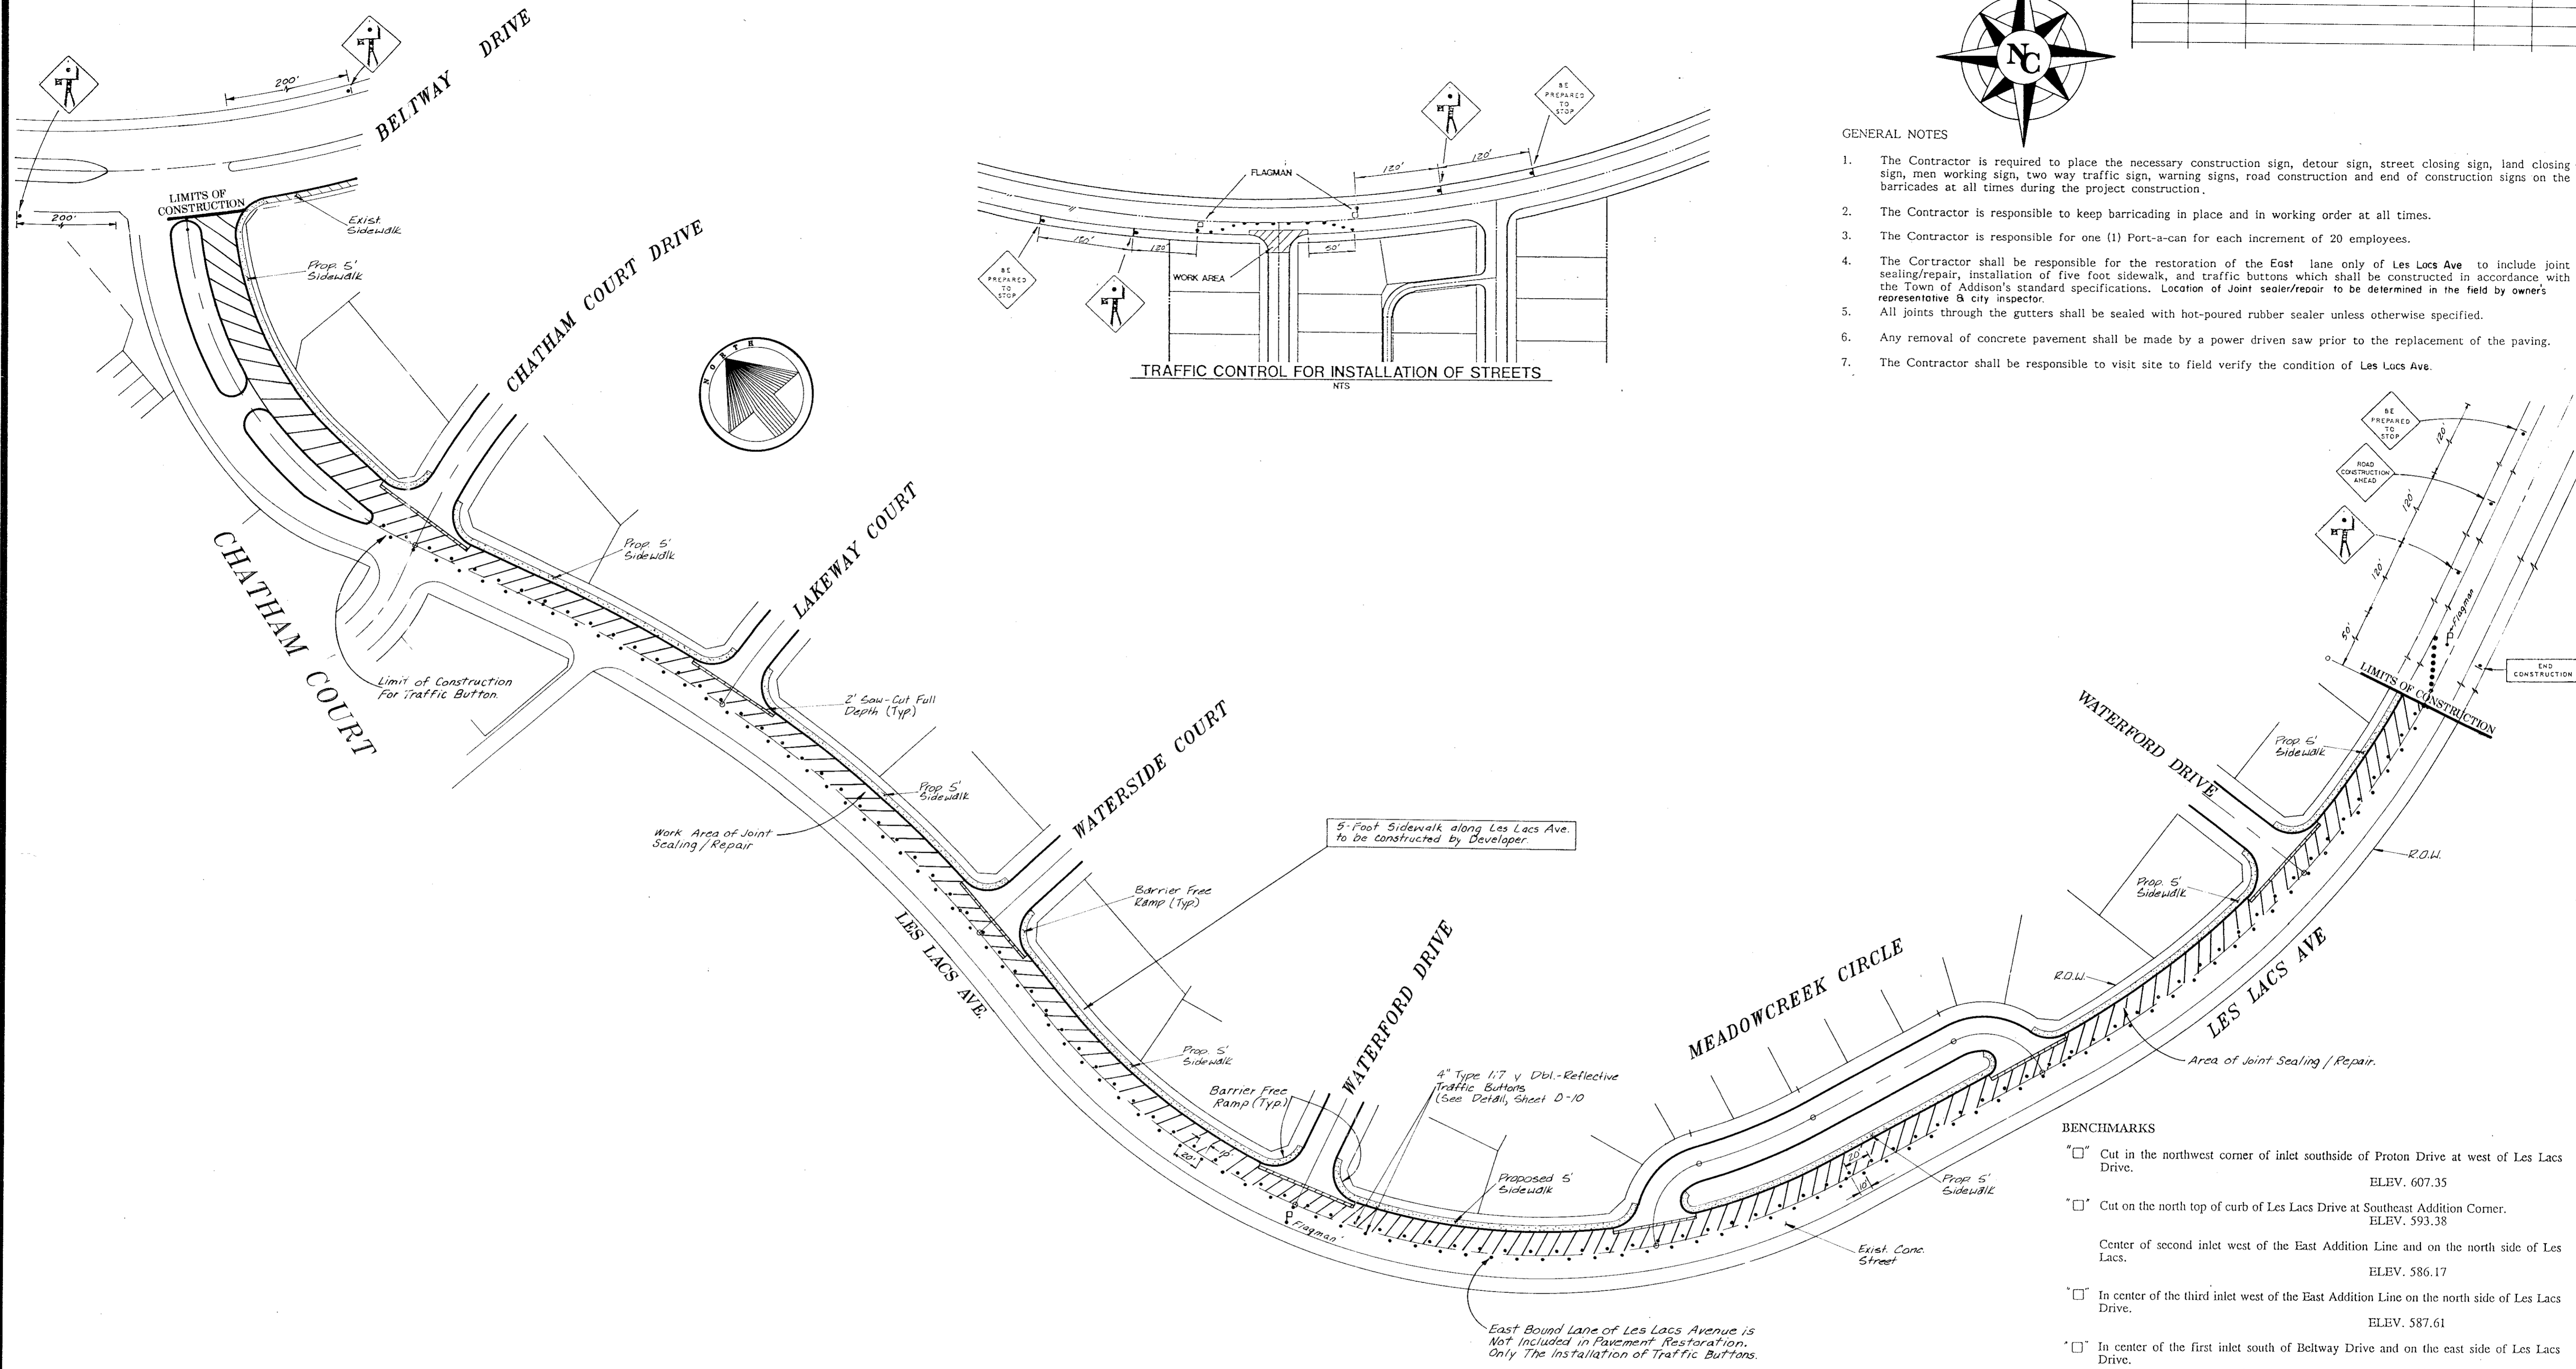 BELTWAY DRIVE
200'
200'
LIMITS OF
CONSTRUCTION
Exist.
Sidewalk
Prop. 5'
Sidewalk
CHATHAM COURT DRIVE
NORTH
CHATHAM COURT
Limit of Construction
For Traffic Button.
Prop. 5'
Sidewalk
LAKEWAY COURT
2' Saw-Cut Full
Depth (Typ.)
Prop 5'
Sidewalk
Work Area of Joint
Sealing / Repair
WATERSIDE COURT
5-Foot Sidewalk along Les Lacs Ave.
to be constructed by Developer.
Barrier Free
Ramp (Typ.)
LES LACS AVE.
Prop. 5'
Sidewalk
Barrier Free
Ramp (Typ.)
WATERFORD DRIVE
4" Type Dbl.-Reflective
Traffic Buttons
(See Detail, Sheet D-10
20'
10'
Flagman
Proposed 5'
Sidewalk
MEADOWCREEK CIRCLE
20'
10'
Prop 5'
Sidewalk
Exist. Conc.
Street
East Bound Lane of Les Lacs Avenue is
Not Included in Pavement Restoration.
Only The Installation of Traffic Buttons.
R.O.W.
LES LACS AVE
Area of Joint Sealing / Repair.
Prop. 5'
Sidewalk
R.O.W.
WATERFORD DRIVE
Prop. 5'
Sidewalk
LIMITS OF CONSTRUCTION
END
CONSTRUCTION
Flagman
50'
120'
120'
120'
BE
PREPARED
TO
STOP
ROAD
CONSTRUCTION
AHEAD
BE
PREPARED
TO
STOP
120'
120'
FLAGMAN
120'
120'
50'
WORK AREA
BE
PREPARED
TO
STOP
TRAFFIC CONTROL FOR INSTALLATION OF STREETS
NTS
NC
GENERAL NOTES
1. The Contractor is required to place the necessary construction sign, detour sign, street closing sign, land closing
sign, men working sign, two way traffic sign, warning signs, road construction and end of construction signs on the
barricades at all times during the project construction.
2. The Contractor is responsible to keep barricading in place and in working order at all times.
3. The Contractor is responsible for one (1) Port-a-can for each increment of 20 employees.
4. The Contractor shall be responsible for the restoration of the East lane only of Les Lacs Ave to include joint
sealing/repair, installation of five foot sidewalk, and traffic buttons which shall be constructed in accordance with
the Town of Addison's standard specifications. Location of Joint sealer/repair to be determined in the field by owner's
representative & city inspector.
5. All joints through the gutters shall be sealed with hot-poured rubber sealer unless otherwise specified.
6. Any removal of concrete pavement shall be made by a power driven saw prior to the replacement of the paving.
7. The Contractor shall be responsible to visit site to field verify the condition of Les Lacs Ave.
BENCHMARKS
"□" Cut in the northwest corner of inlet southside of Proton Drive at west of Les Lacs
Drive.
ELEV. 607.35
"□" Cut on the north top of curb of Les Lacs Drive at Southeast Addition Corner.
ELEV. 593.38
Center of second inlet west of the East Addition Line and on the north side of Les
Lacs.
ELEV. 586.17
"□" In center of the third inlet west of the East Addition Line on the north side of Les Lacs
Drive.
ELEV. 587.61
"□" In center of the first inlet south of Beltway Drive and on the east side of Les Lacs
Drive.